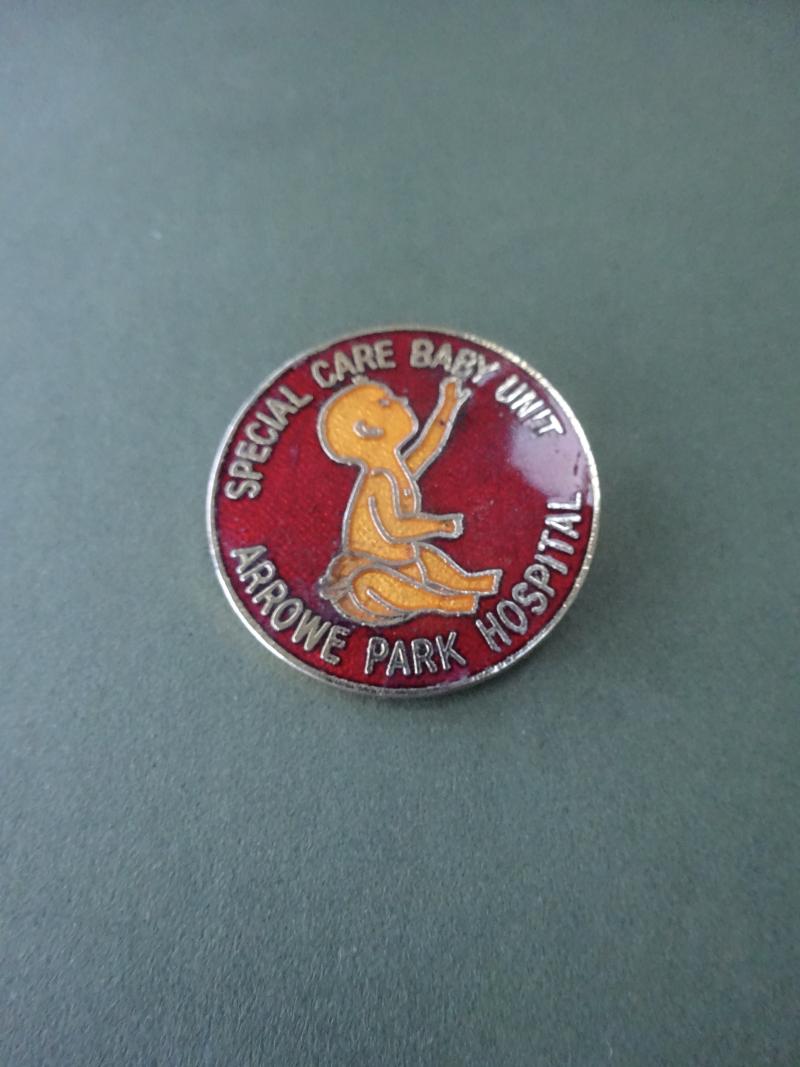 SPECIAL CARE BABY UNIT
ARROWE PARK HOSPITAL